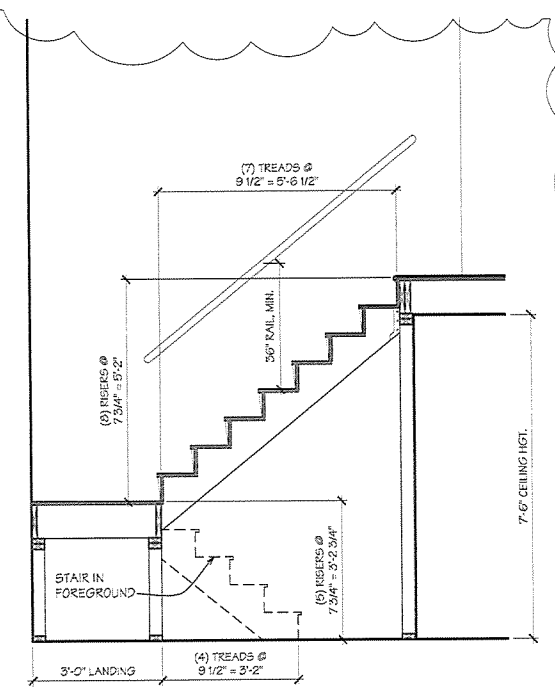 (7) TREADS @
9 1/2" = 5'-6 1/2"
36" RAIL, MIN.
(8) RISERS @
7 3/4" = 5'-2"
7'-6" CEILING HGT.
(5) RISERS @
7 3/4" = 3'-2 3/4"
STAIR IN
FOREGROUND
3'-0" LANDING
(4) TREADS @
9 1/2" = 3'-2"